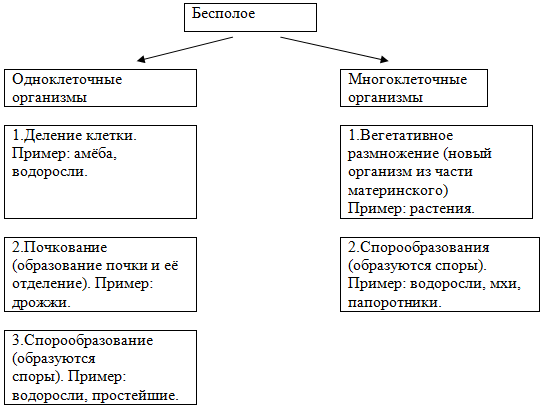 Бесполое
Одноклеточные
организмы
Многоклеточные
организмы
1.Деление клетки.
Пример: амёба,
водоросли.
1.Вегетативное
размножение (новый
организм из части
материнского)
Пример: растения.
2.Почкование
(образование почки и её
отделение). Пример:
дрожжи.
2.Спорообразования
(образуются споры).
Пример: водоросли, мхи,
папоротники.
3.Спорообразование
(образуются
споры). Пример:
водоросли, простейшие.